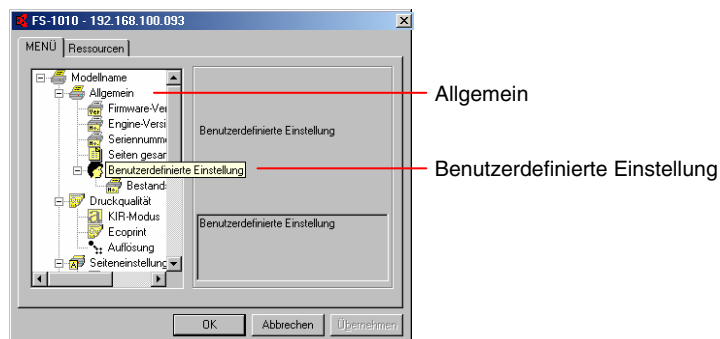 FS-1010 - 192.168.100.093
MENÜ
Ressourcen
Modellname
Allgemein
Firmware-Ver
Engine-Versi
Seriennumm
Seiten gesar
Benutzerdefinierte Einstellung
Bestands
Druckqualität
KIR-Modus
Ecoprint
Auflösung
Seiteneinstellung
Benutzerdefinierte Einstellung
Benutzerdefinierte Einstellung
OK
Abbrechen
Übernehmen
Allgemein
Benutzerdefinierte Einstellung